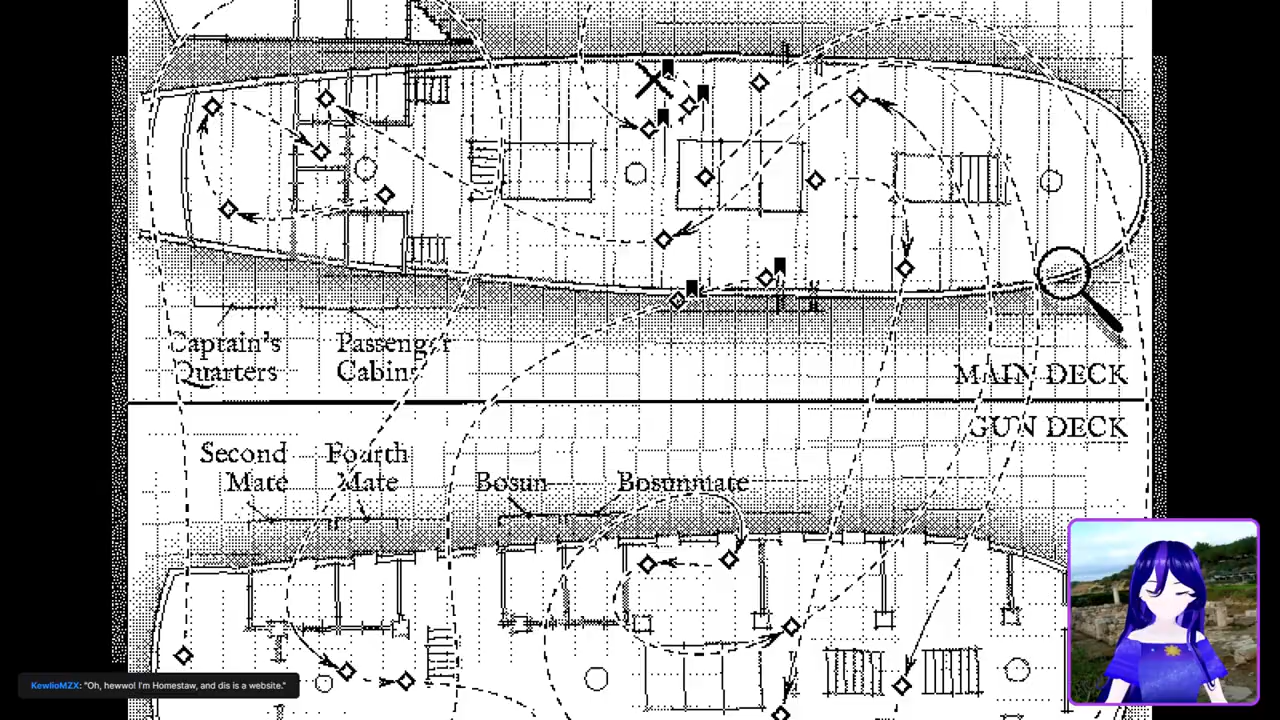 Captain's
Quarters
Passenger
Cabins
MAIN DECK
GUN DECK
Second
Mate
Fourth
Mate
Bosun
Bosunmate
KewlioMZX: "Oh, hewwo! I'm Homestaw, and dis is a website."